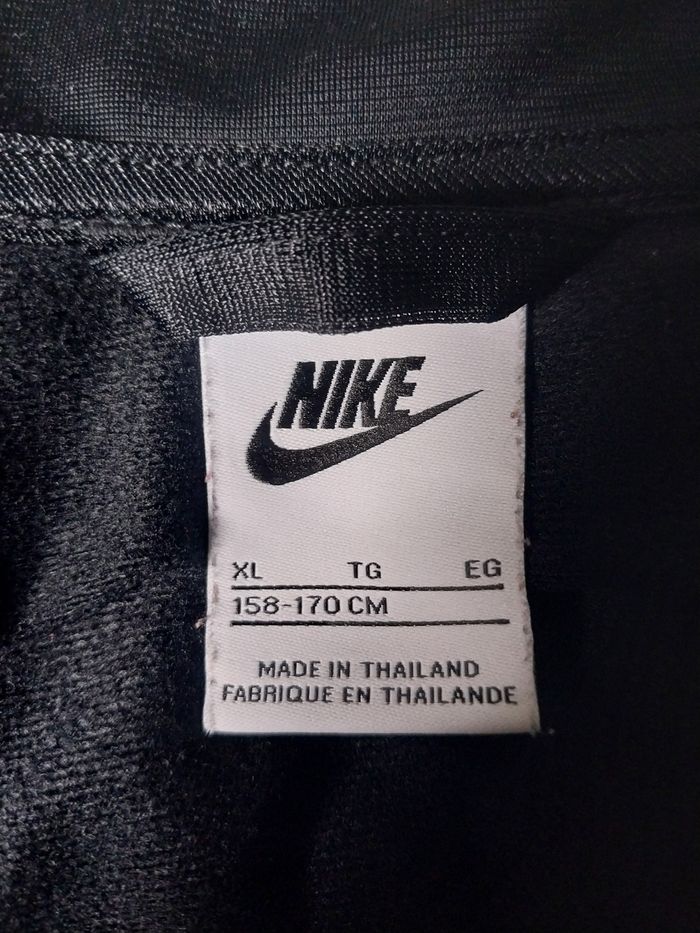 NIKE
XL TG EG
158-170 CM
MADE IN THAILAND
FABRIQUE EN THAILANDE